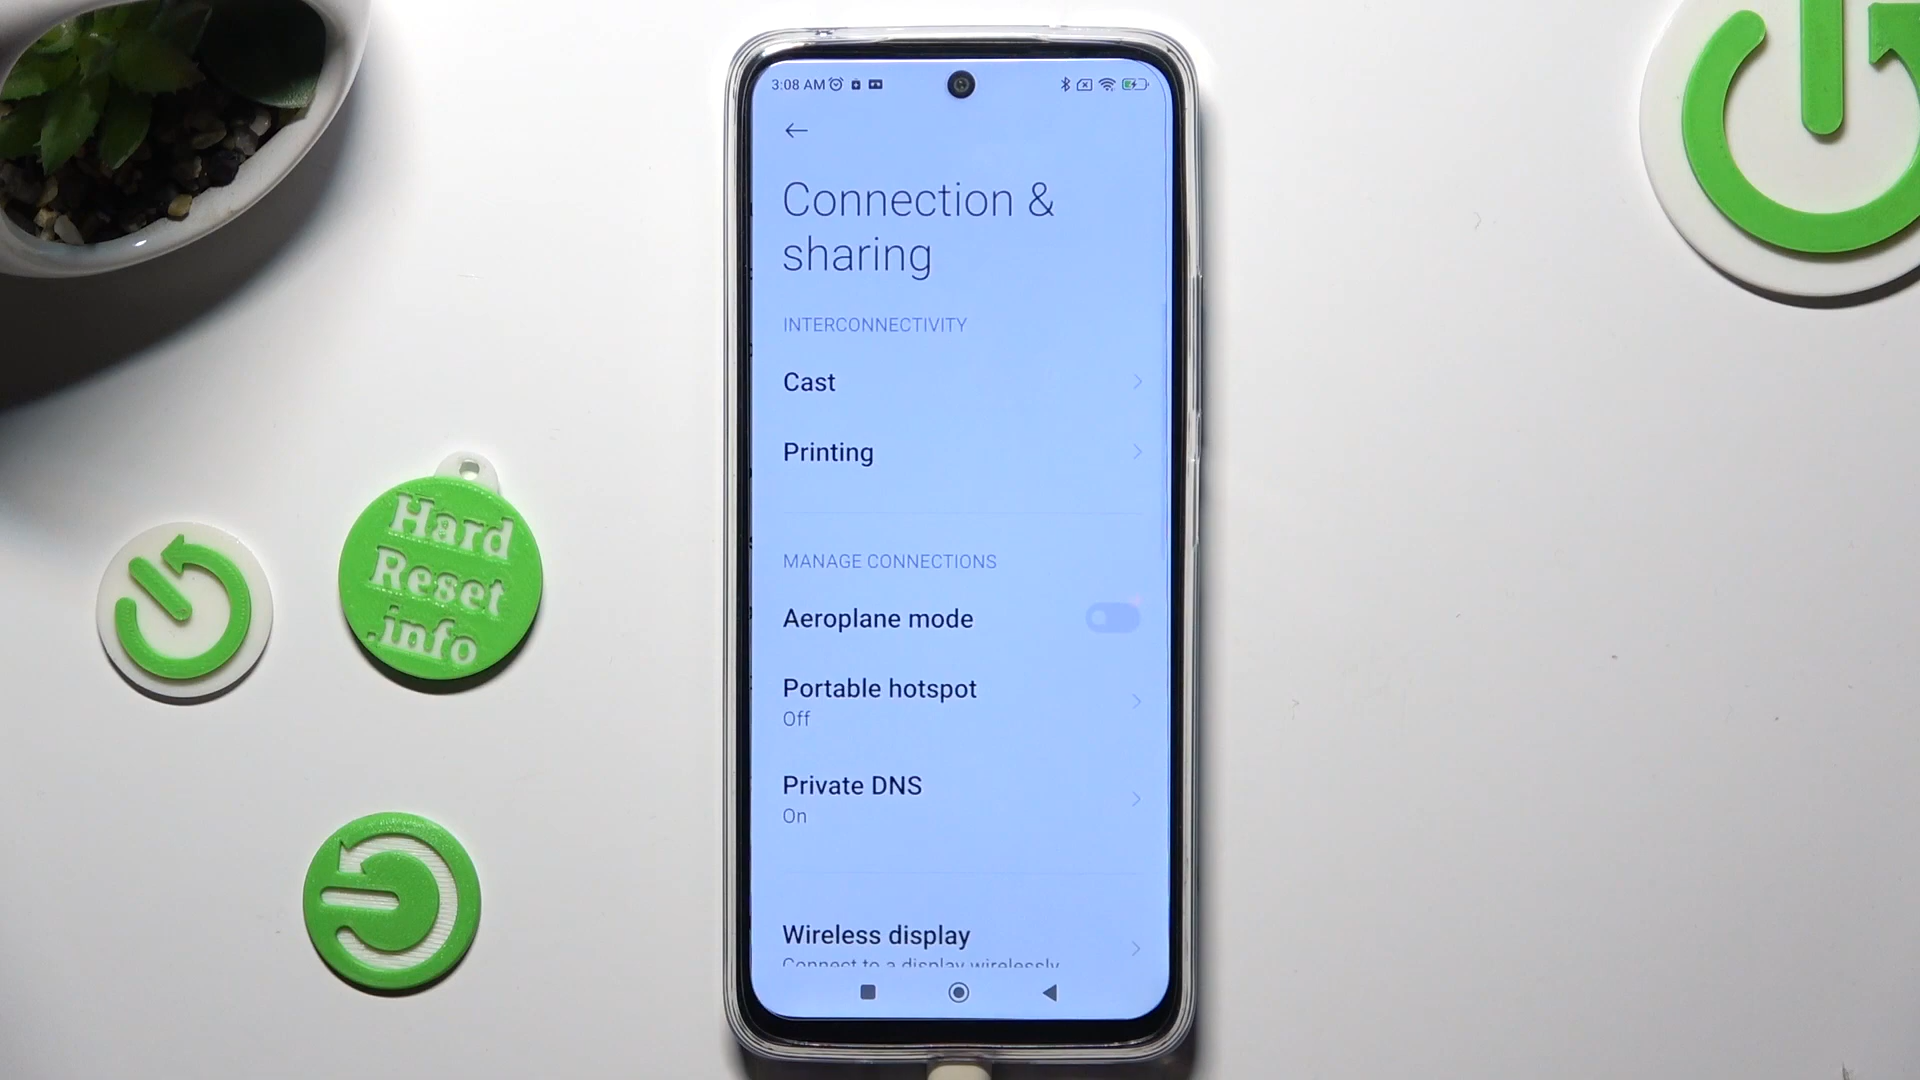 3:08 AM
Connection &
sharing
INTERCONNECTIVITY
Cast
Printing
MANAGE CONNECTIONS
Aeroplane mode
Portable hotspot
Off
Private DNS
On
Wireless display
Connect to a display wirelessly
Hard
Reset
.info